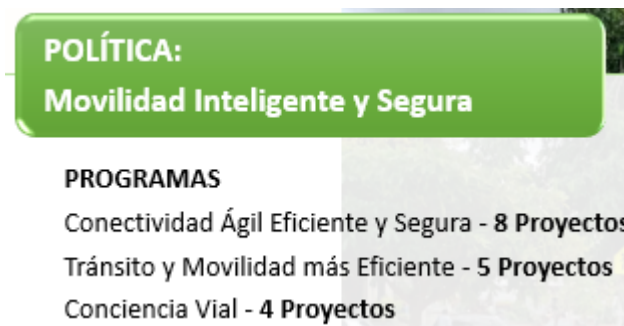 POLÍTICA:
Movilidad Inteligente y Segura
PROGRAMAS
Conectividad Ágil Eficiente y Segura - 8 Proyectos
Tránsito y Movilidad más Eficiente - 5 Proyectos
Conciencia Vial - 4 Proyectos